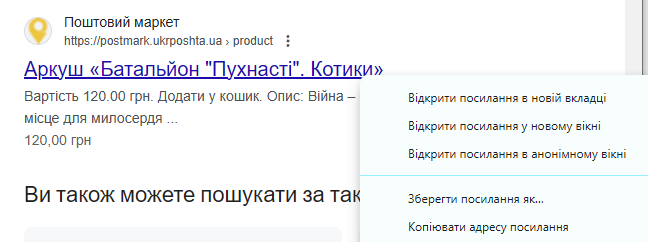 Поштовий маркет
https://postmark.ukrposhta.ua › product
Аркуш «Батальйон "Пухнасті". Котики»
Вартість 120.00 грн. Додати у кошик. Опис: Війна –
місце для милосердя ...
120,00 грн
Ви також можете пошукати за так
Відкрити посилання в новій вкладці
Відкрити посилання у новому вікні
Відкрити посилання в анонімному вікні
Зберегти посилання як...
Копіювати адресу посилання